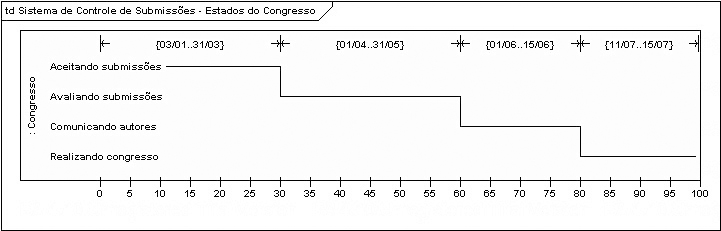 td Sistema de Controle de Submissões - Estados do Congresso
{03/01..31/03} {01/04..31/05} {01/06..15/06} {11/07..15/07}
: Congresso
Aceitando submissões
Avaliando submissões
Comunicando autores
Realizando congresso
0 5 10 15 20 25 30 35 40 45 50 55 60 65 70 75 80 85 90 95 100